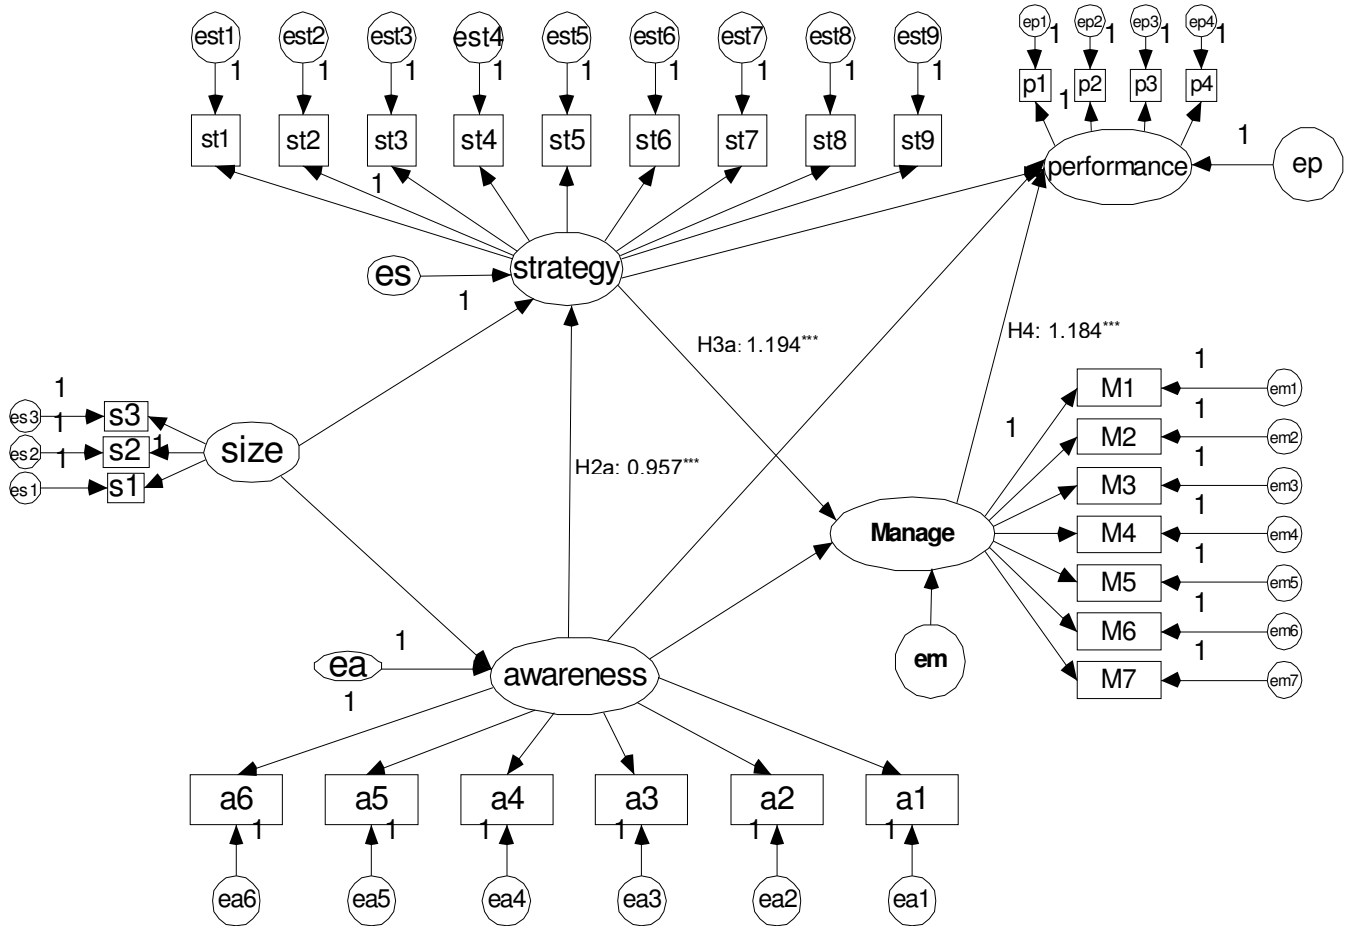 est1 est2 est3 est4 est5 est6 est7 est8 est9 ep1 ep2 ep3 ep4
1 1 1 1
1 1 1 1 1 1 1 1 1
p1 1 p2 p3 p4
st1 st2 st3 st4 st5 st6 st7 st8 st9
1
performance
ep
1
es
strategy
1
H3a: 1.194***
H4: 1.184***
1
M1 em1
1
1
M2 em2
1
M3 em3
1
M4 em4
1
M5 em5
1
M6 em6
1
M7 em7
1
es3 s3
1
es2 s2 1
1
es1 s1
size
H2a: 0.957***
Manage
em
1
ea
awareness
1
a6 a5 a4 a3 a2 a1
1 1 1 1 1 1
ea6 ea5 ea4 ea3 ea2 ea1